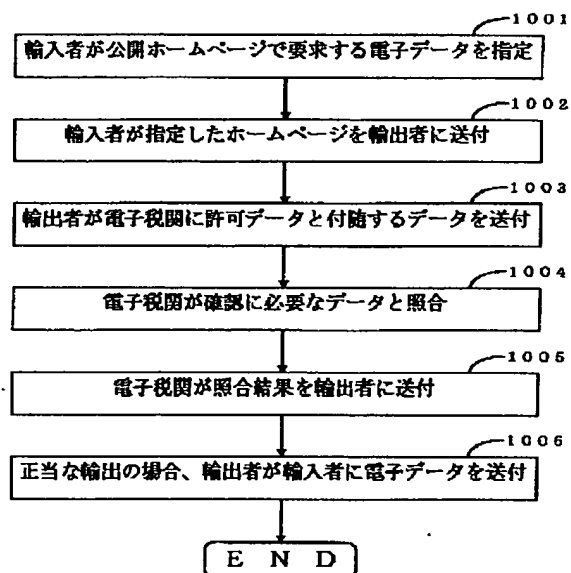 1001
輸入者が公開ホームページで要求する電子データを指定
1002
輸入者が指定したホームページを輸出者に送付
1003
輸出者が電子税関に許可データと付随するデータを送付
1004
電子税関が確認に必要なデータと照合
1005
電子税関が照合結果を輸出者に送付
1006
正当な輸出の場合、輸出者が輸入者に電子データを送付
END